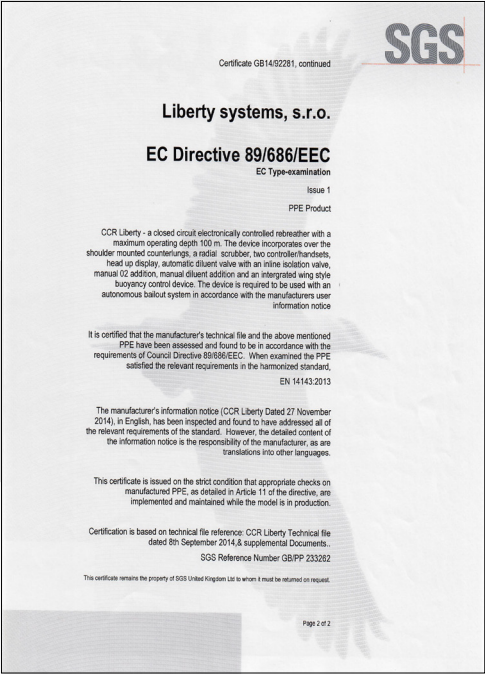 SGS
Certificate GB14/92281, continued
Liberty systems, s.r.o.
EC Directive 89/686/EEC
EC Type-examination
Issue 1
PPE Product
CCR Liberty - a closed circuit electronically controlled rebreather with a
maximum operating depth 100 m. The device incorporates over the
shoulder mounted counterlungs, a radial scrubber, two controller/handsets,
head up display, automatic diluent valve with an inline isolation valve,
manual 02 addition, manual diluent addition and an intergrated wing style
buoyancy control device. The device is required to be used with an
autonomous bailout system in accordance with the manufacturers user
information notice
It is certified that the manufacturer's technical file and the above mentioned
PPE have been assessed and found to be in accordance with the
requirements of Council Directive 89/686/EEC. When examined the PPE
satisfied the relevant requirements in the harmonized standard,
EN 14143:2013
The manufacturer's information notice (CCR Liberty Dated 27 November
2014), in English, has been inspected and found to have addressed all of
the relevant requirements of the standard. However, the detailed content of
the information notice is the responsibility of the manufacturer, as are
translations into other languages.
This certificate is issued on the strict condition that appropriate checks on
manufactured PPE, as detailed in Article 11 of the directive, are
implemented and maintained while the model is in production.
Certification is based on technical file reference: CCR Liberty Technical file
dated 8th September 2014,& supplemental Documents..
SGS Reference Number GB/PP 233262
This certificate remains the property of SGS United Kingdom Ltd to whom it must be returned on request.
Page 2 of 2